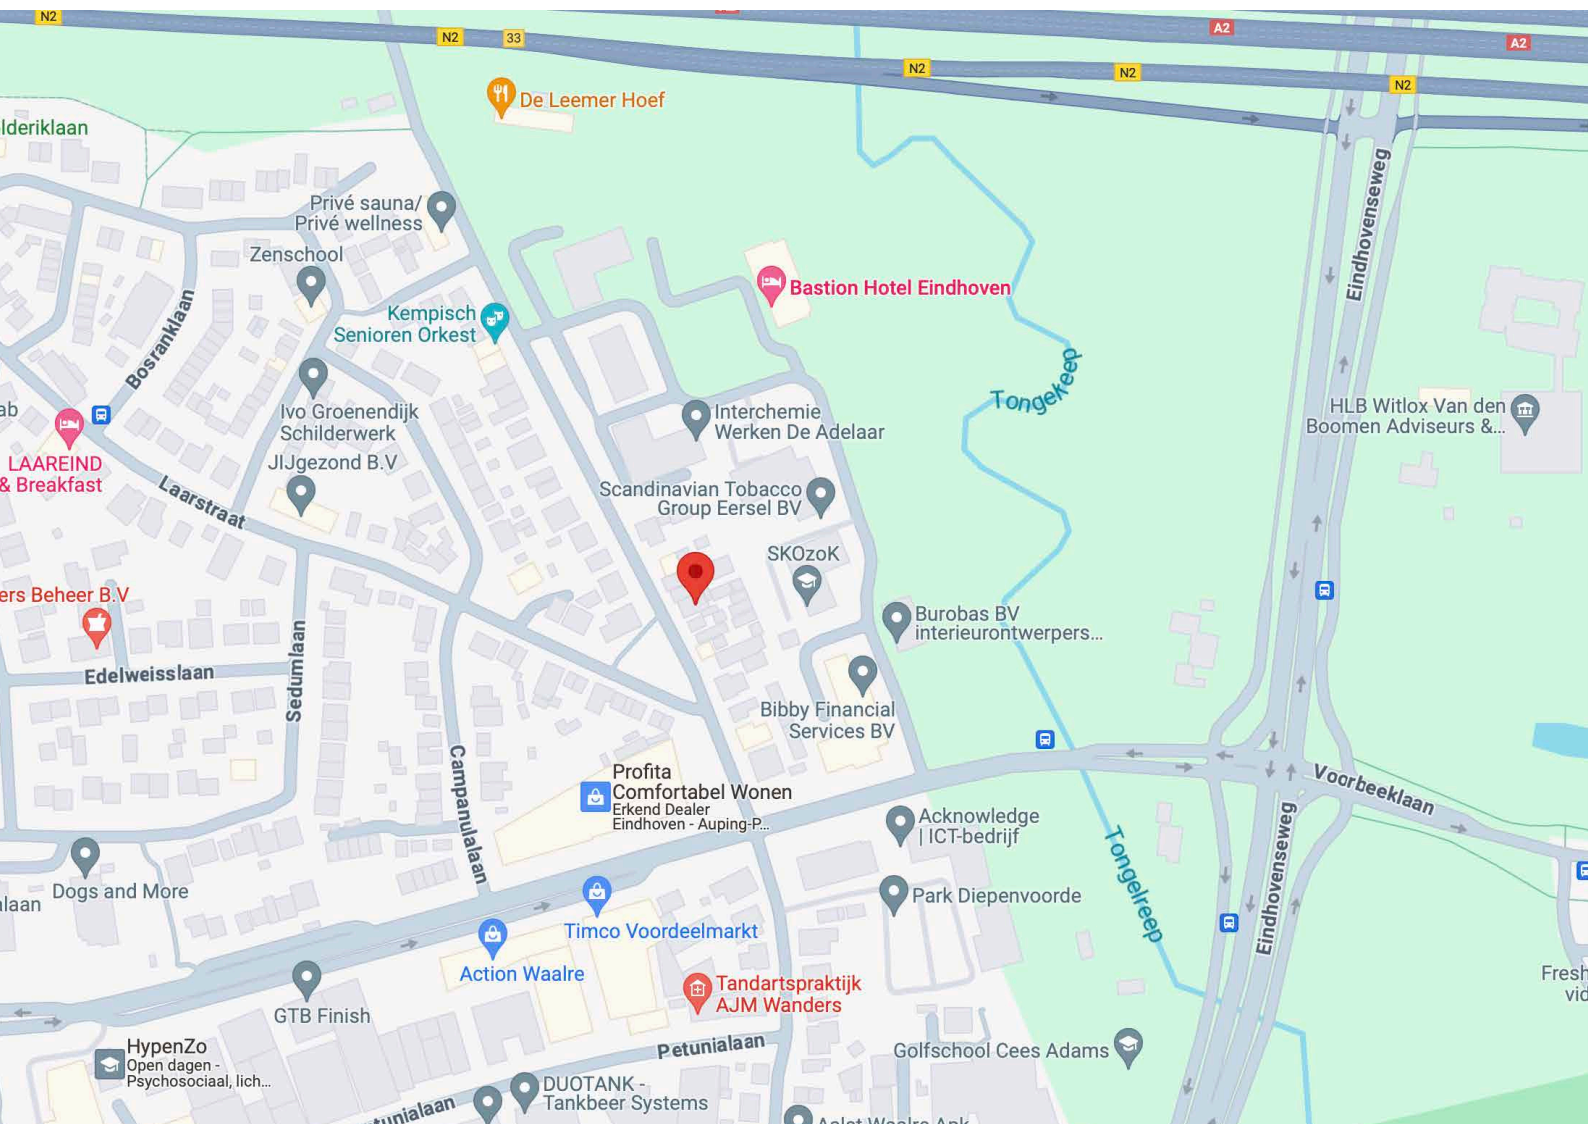 N2
N2
33
A2
A2
N2
N2
N2
De Leemer Hoef
lderiklaan
Privé sauna/
Privé wellness
Zenschool
Eindhovenseweg
Bastion Hotel Eindhoven
Kempisch
Senioren Orkest
Bosranklaan
Tongelreep
ab
Ivo Groenendijk
Schilderwerk
Interchemie
Werken De Adelaar
HLB Witlox Van den
Boomen Adviseurs &...
LAAREIND
& Breakfast
JIJgezond B.V
Laarstraat
Scandinavian Tobacco
Group Eersel BV
SKOzoK
ers Beheer B.V
Burobas BV
interieurontwerpers...
Edelweisslaan
Sedumlaan
Bibby Financial
Services BV
Campanulalaan
Profita
Comfortabel Wonen
Erkend Dealer
Eindhoven - Auping-P...
Voorbeeklaan
Acknowledge
| ICT-bedrijf
Tongelreep
Eindhovenseweg
Dogs and More
laan
Park Diepenvoorde
Timco Voordeelmarkt
Action Waalre
Tandartspraktijk
AJM Wanders
Fresh
vid
GTB Finish
HypenZo
Open dagen -
Psychosociaal, lich...
Petunialaan
Golfschool Cees Adams
DUOTANK -
Tankbeer Systems
tunialaan